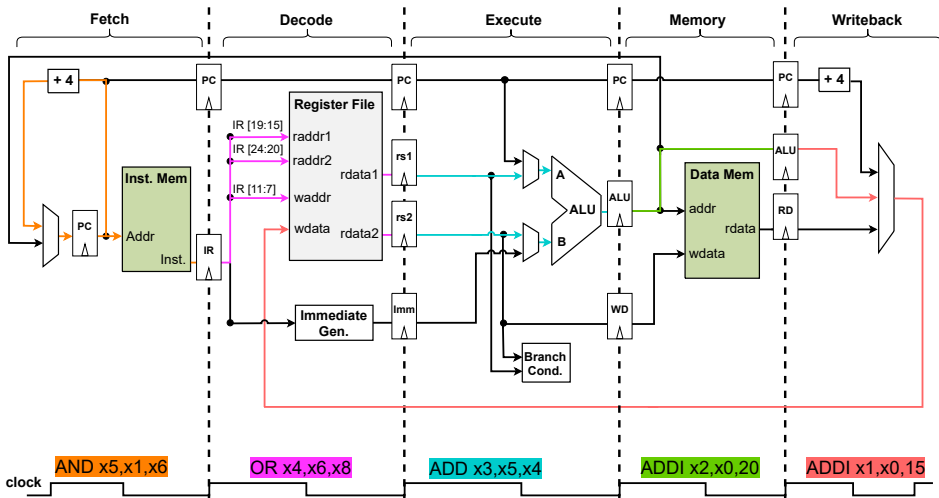 Fetch Decode Execute Memory Writeback
+ 4 PC PC PC PC + 4
Register File
IR [19:15]
raddr1
IR [24:20]
raddr2
rs1
ALU
Inst. Mem
rdata1
A
Data Mem
IR [11:7]
waddr
ALU
ALU
addr
RD
PC
Addr
wdata
rs2
rdata
rdata2
B
IR
Inst.
wdata
Immediate
Gen.
Imm
WD
Branch
Cond.
AND x5,x1,x6 OR x4,x6,x8 ADD x3,x5,x4 ADDI x2,x0,20 ADDI x1,x0,15
clock